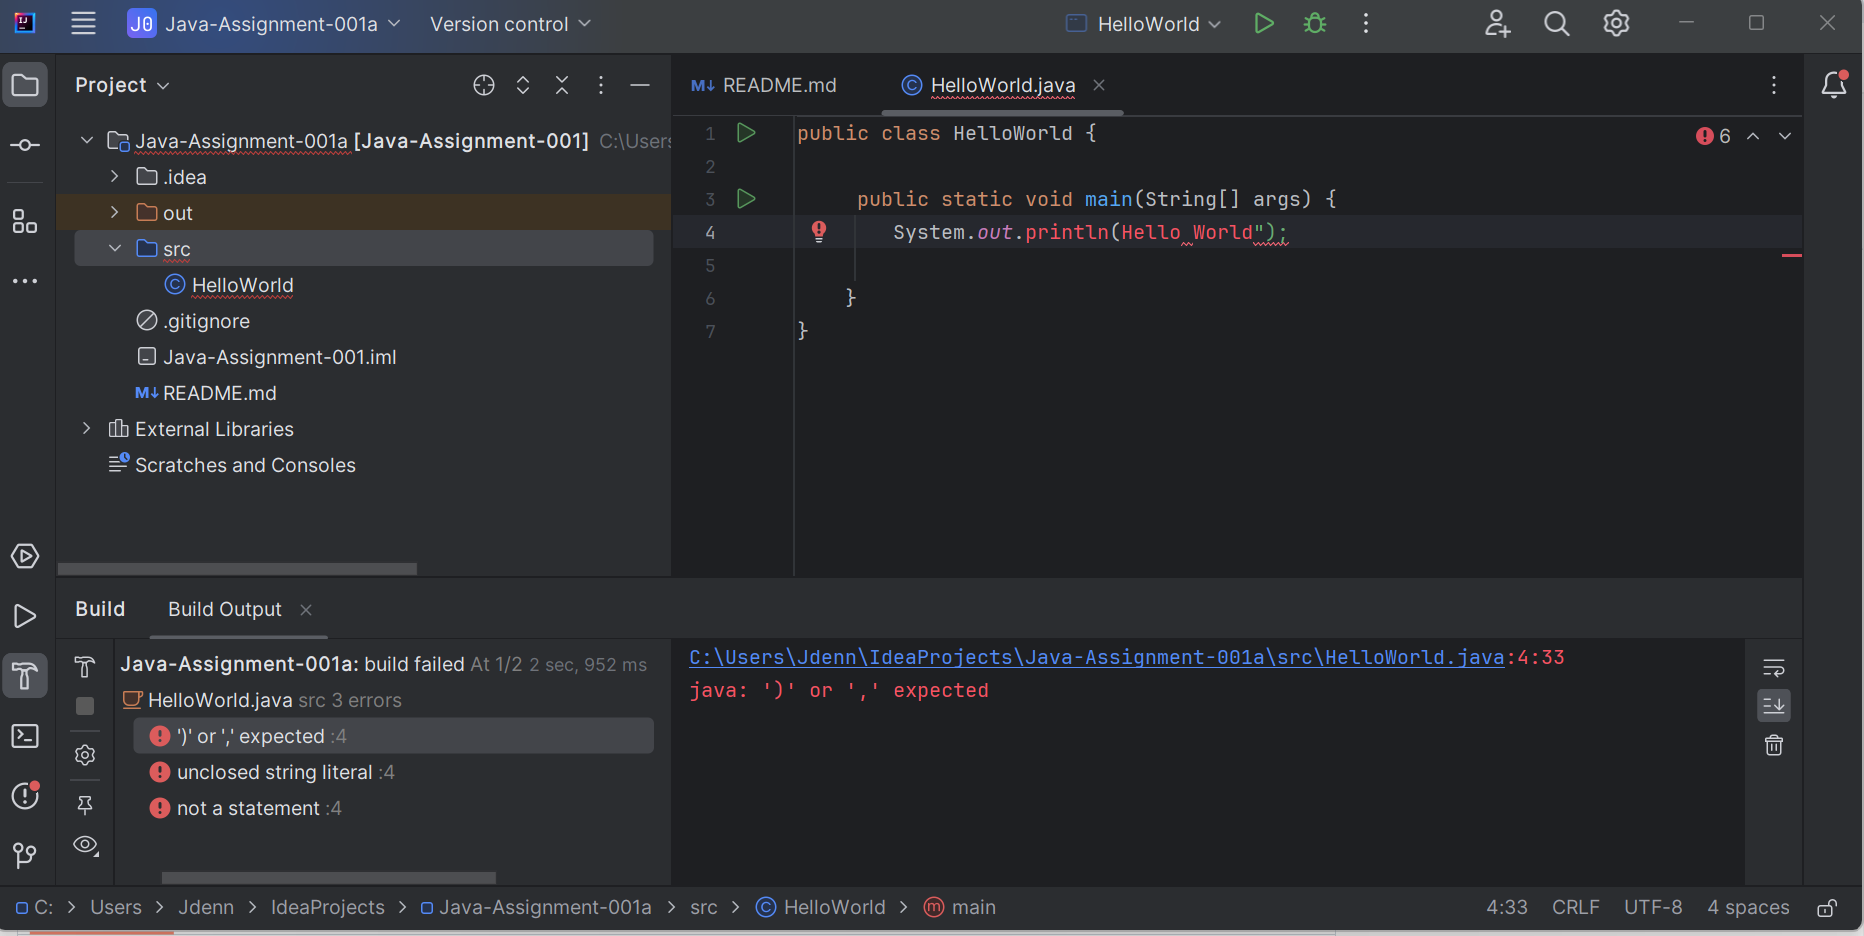 J0 Java-Assignment-001a Version control HelloWorld
Project
Java-Assignment-001a [Java-Assignment-001] C:\Users
.idea
out
src
HelloWorld
.gitignore
Java-Assignment-001.iml
M↓ README.md
External Libraries
Scratches and Consoles
M↓ README.md HelloWorld.java
6
1 public class HelloWorld {
2
3 public static void main(String[] args) {
4 System.out.println(Hello World");
5
6 }
7 }
Build Build Output
Java-Assignment-001a: build failed At 1/2 2 sec, 952 ms
HelloWorld.java src 3 errors
')' or ',' expected :4
unclosed string literal :4
not a statement :4
C:\Users\Jdenn\IdeaProjects\Java-Assignment-001a\src\HelloWorld.java:4:33
java: ')' or ',' expected
C: > Users > Jdenn > IdeaProjects > Java-Assignment-001a > src > HelloWorld > main 4:33 CRLF UTF-8 4 spaces